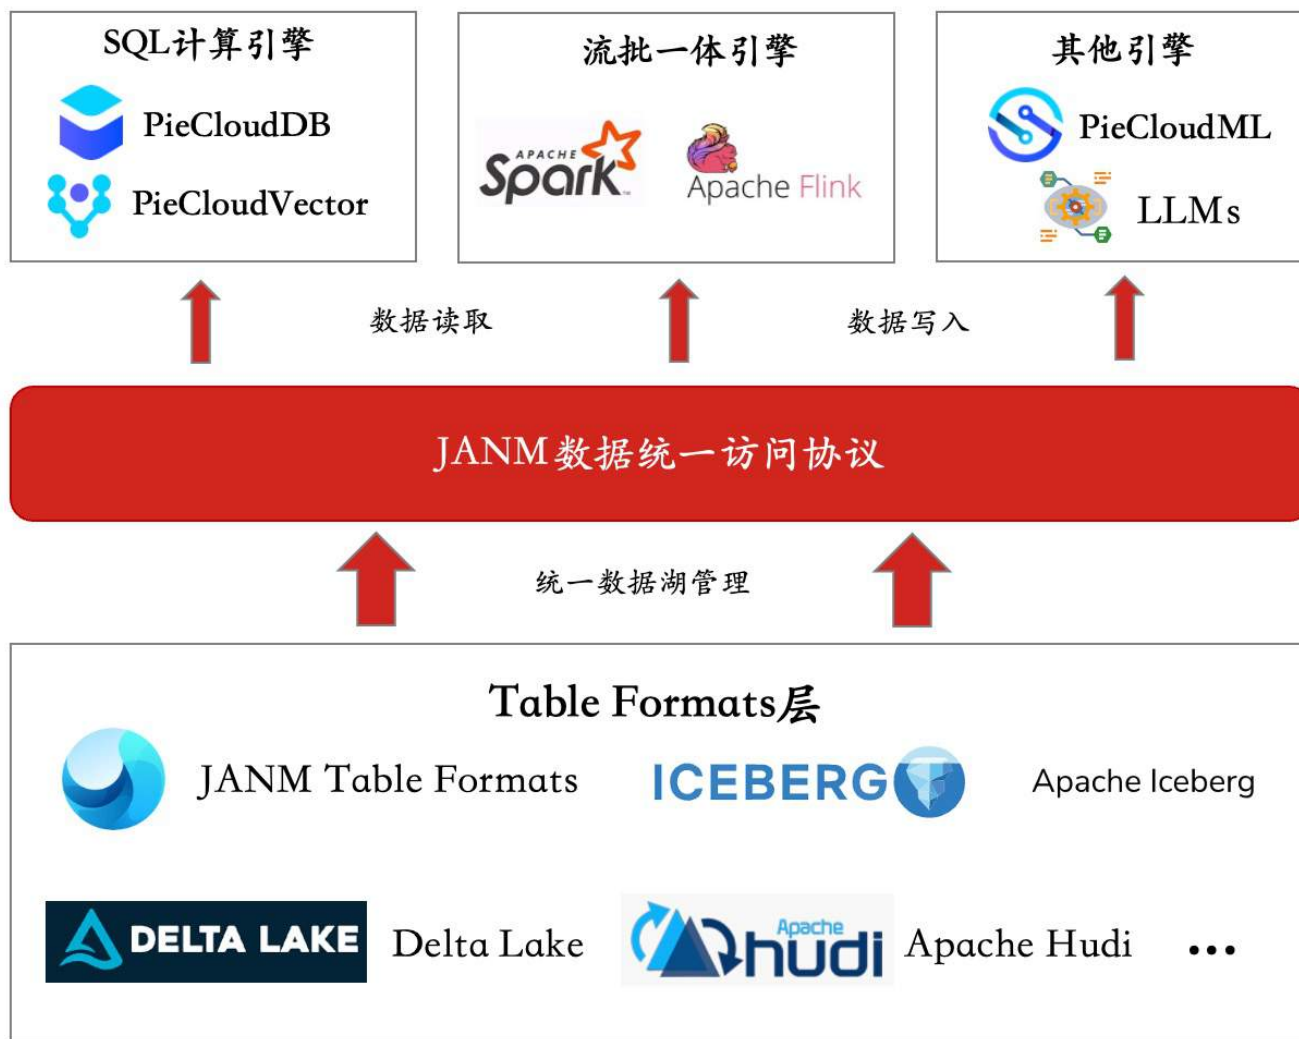 SQL计算引擎
PieCloudDB
PieCloudVector
流批一体引擎
APACHE
Spark™
Apache Flink
其他引擎
PieCloudML
LLMs
数据读取
数据写入
JANM数据统一访问协议
统一数据湖管理
Table Formats层
JANM Table Formats
ICEBERG
Apache Iceberg
DELTA LAKE
Delta Lake
Apache
hudi
Apache Hudi
...